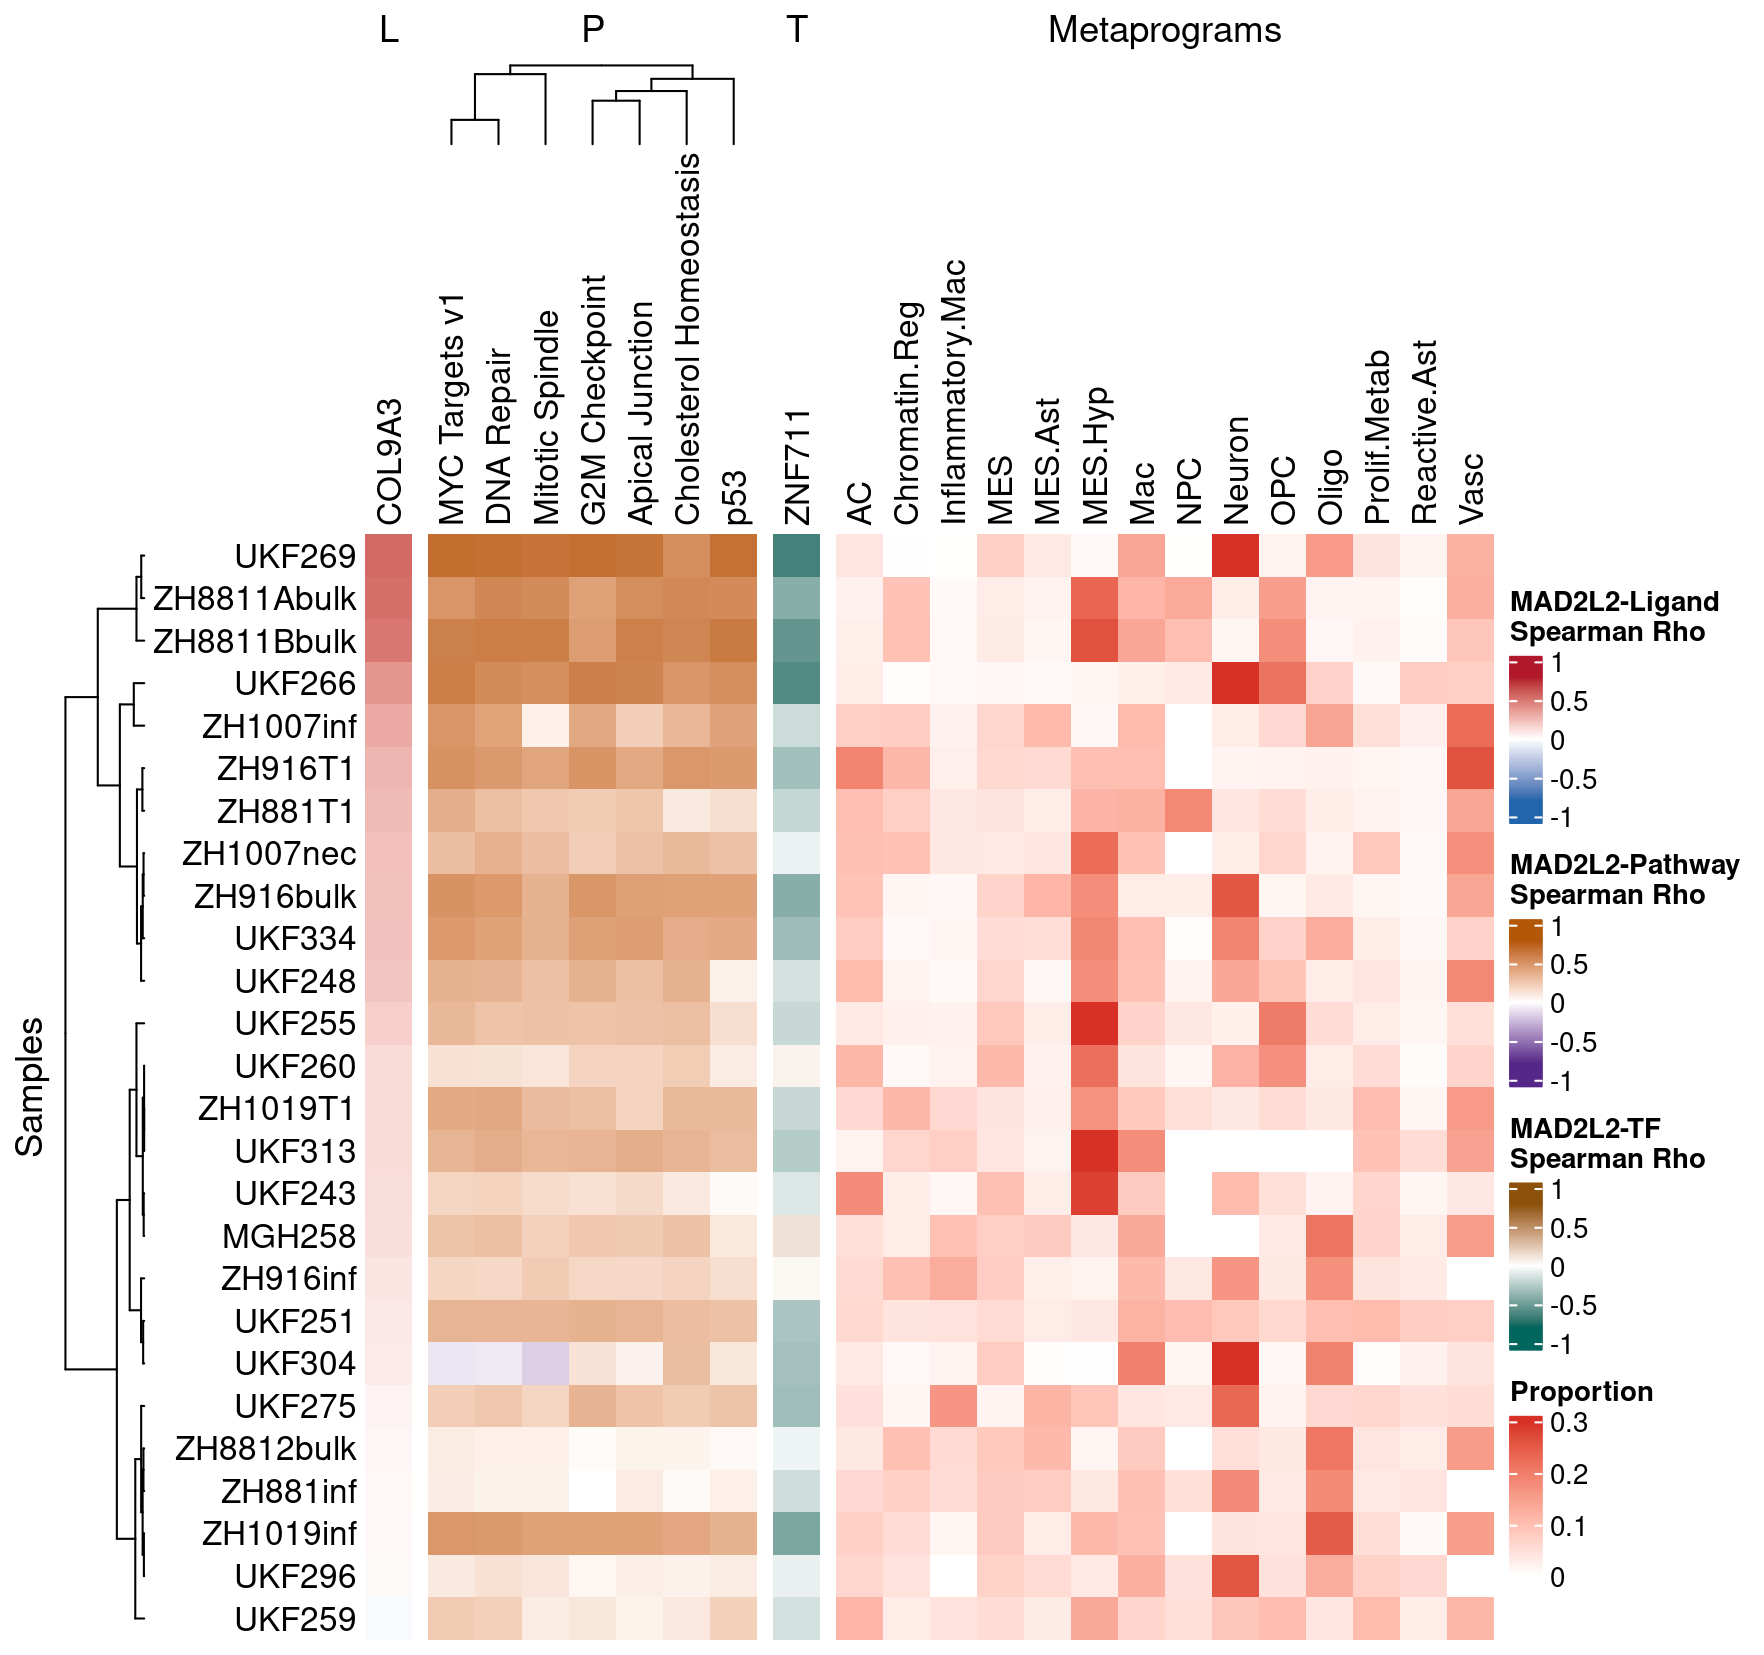 L P T Metaprograms
COL9A3
MYC Targets v1
DNA Repair
Mitotic Spindle
G2M Checkpoint
Apical Junction
Cholesterol Homeostasis
p53
ZNF711
AC
Chromatin.Reg
Inflammatory.Mac
MES
MES.Ast
MES.Hyp
Mac
NPC
Neuron
OPC
Oligo
Prolif.Metab
Reactive.Ast
Vasc
Samples
UKF269
ZH8811Abulk
ZH8811Bbulk
UKF266
ZH1007inf
ZH916T1
ZH881T1
ZH1007nec
ZH916bulk
UKF334
UKF248
UKF255
UKF260
ZH1019T1
UKF313
UKF243
MGH258
ZH916inf
UKF251
UKF304
UKF275
ZH8812bulk
ZH881inf
ZH1019inf
UKF296
UKF259
MAD2L2-Ligand
Spearman Rho
1
0.5
0
-0.5
-1
MAD2L2-Pathway
Spearman Rho
1
0.5
0
-0.5
-1
MAD2L2-TF
Spearman Rho
1
0.5
0
-0.5
-1
Proportion
0.3
0.2
0.1
0